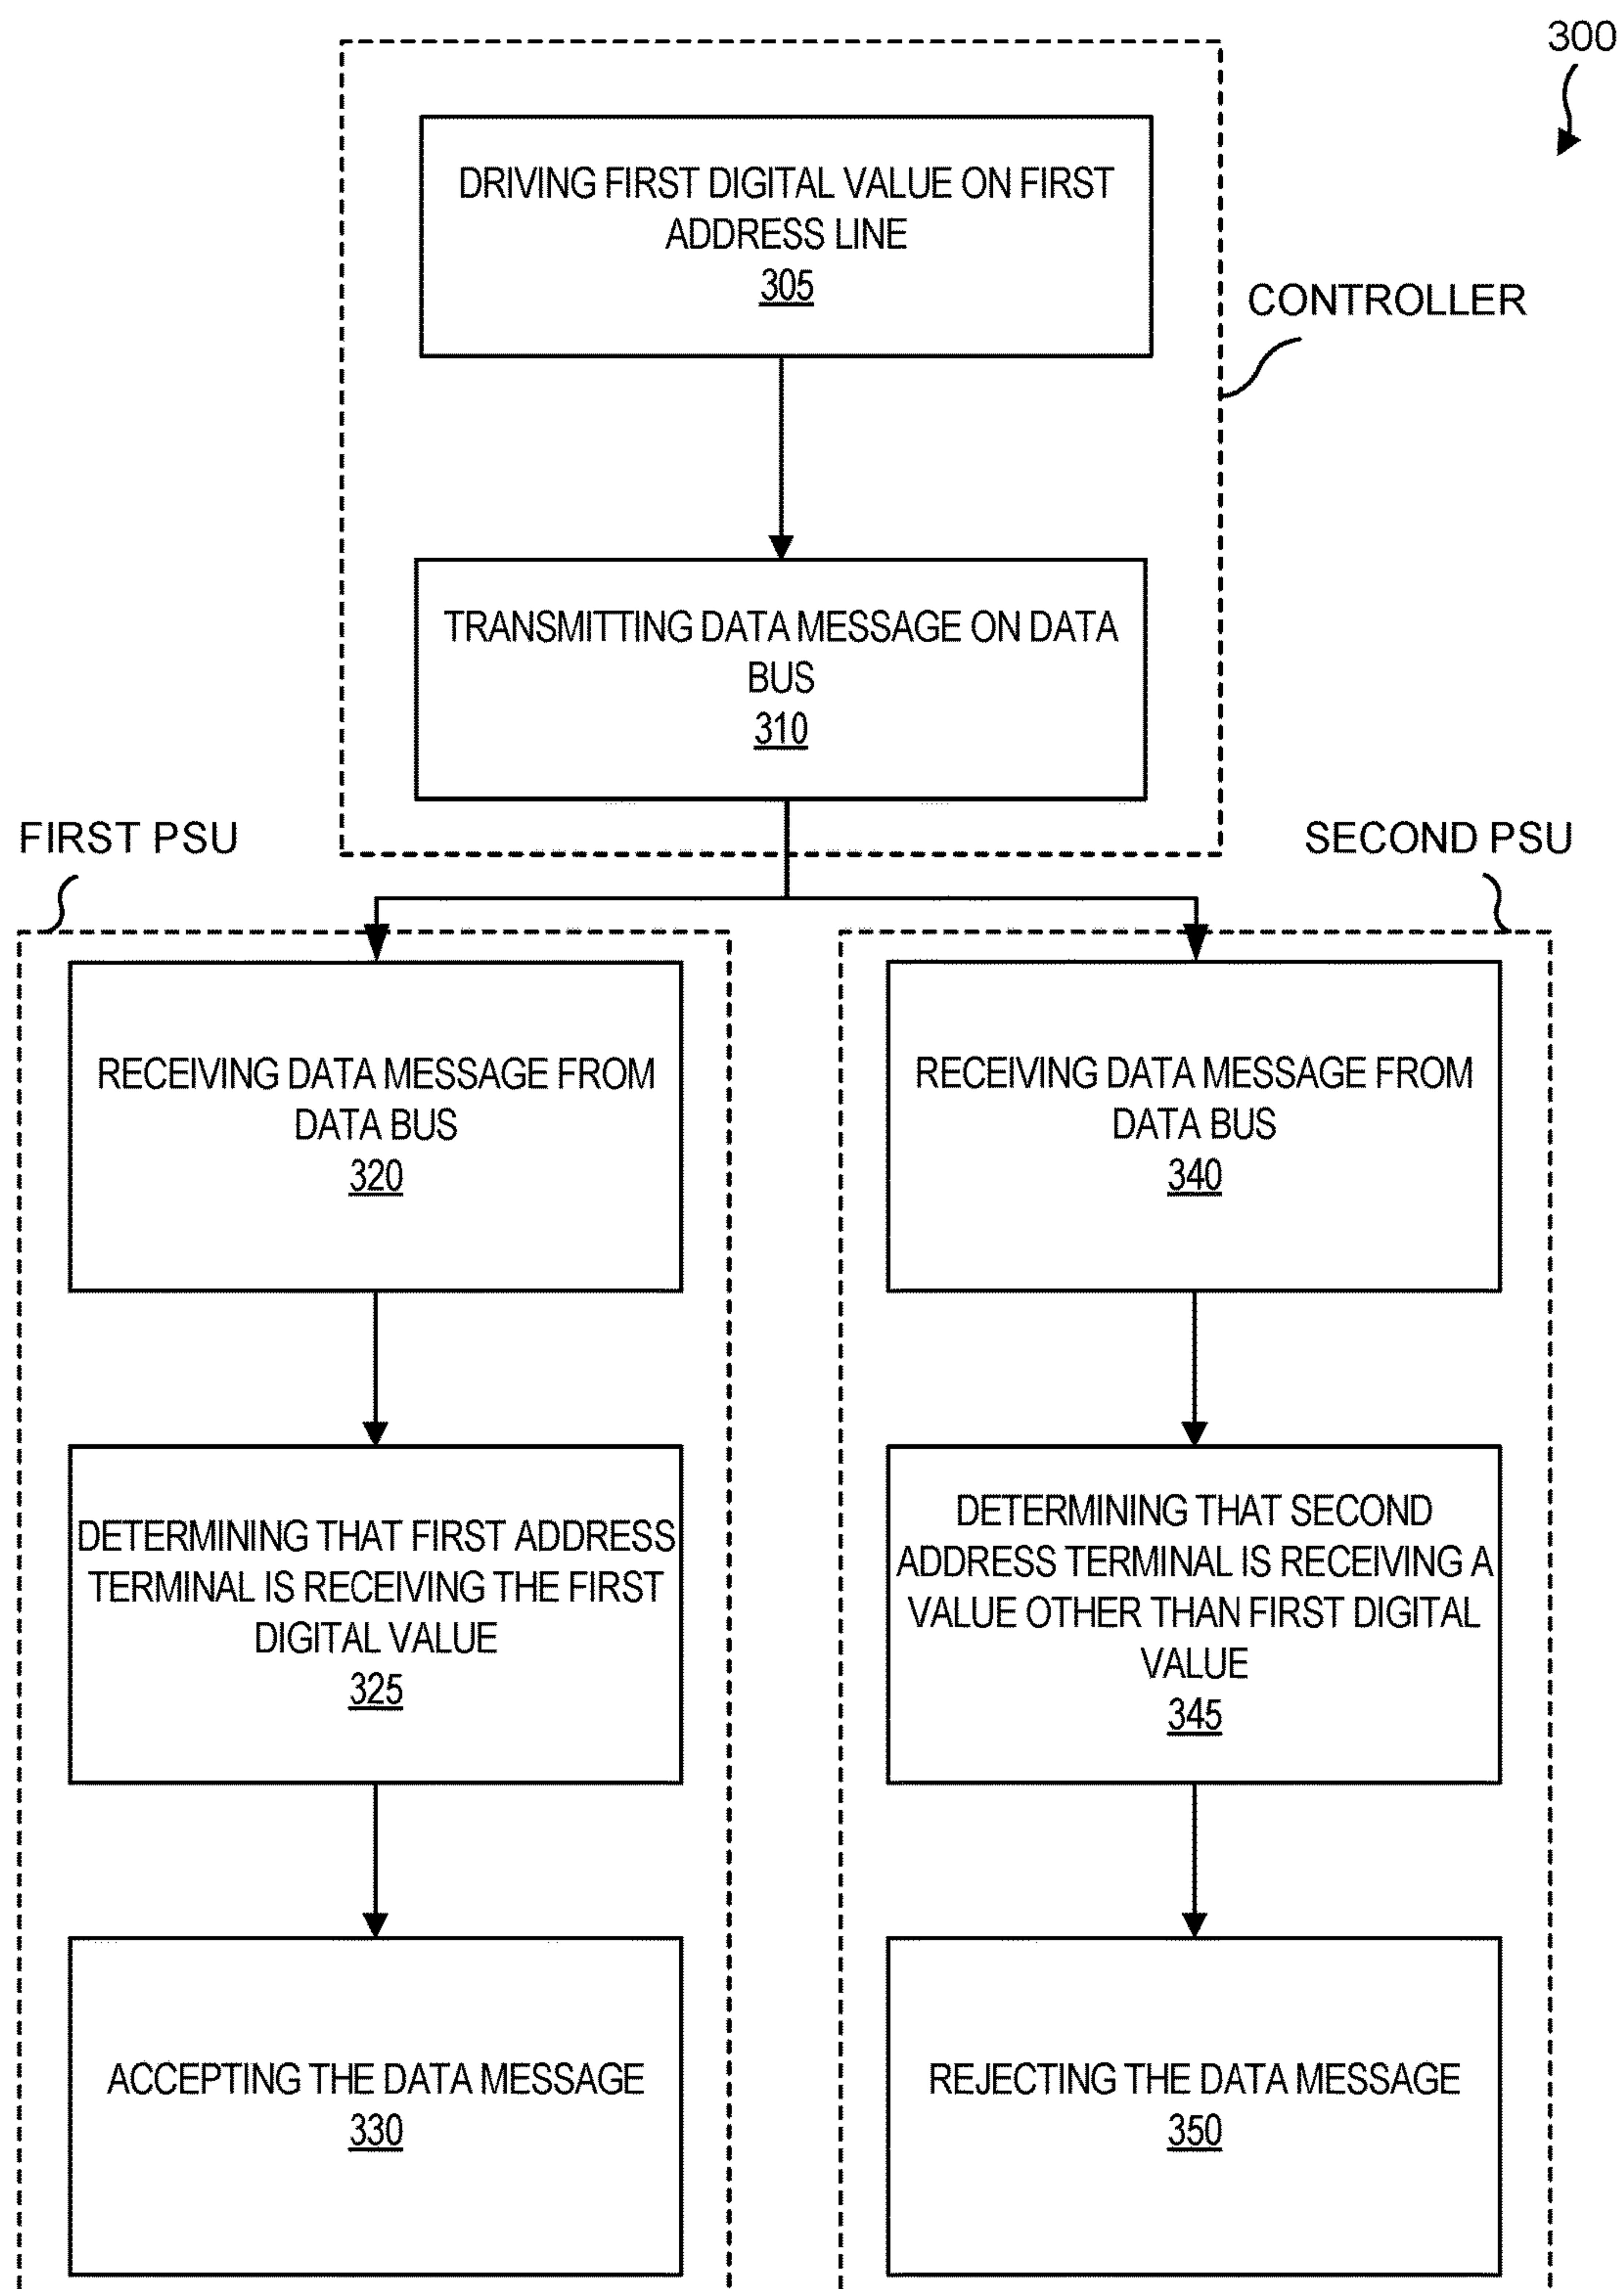 300
DRIVING FIRST DIGITAL VALUE ON FIRST
ADDRESS LINE
305
CONTROLLER
TRANSMITTING DATA MESSAGE ON DATA
BUS
310
FIRST PSU
SECOND PSU
RECEIVING DATA MESSAGE FROM
DATA BUS
320
RECEIVING DATA MESSAGE FROM
DATA BUS
340
DETERMINING THAT FIRST ADDRESS
TERMINAL IS RECEIVING THE FIRST
DIGITAL VALUE
325
DETERMINING THAT SECOND
ADDRESS TERMINAL IS RECEIVING A
VALUE OTHER THAN FIRST DIGITAL
VALUE
345
ACCEPTING THE DATA MESSAGE
330
REJECTING THE DATA MESSAGE
350